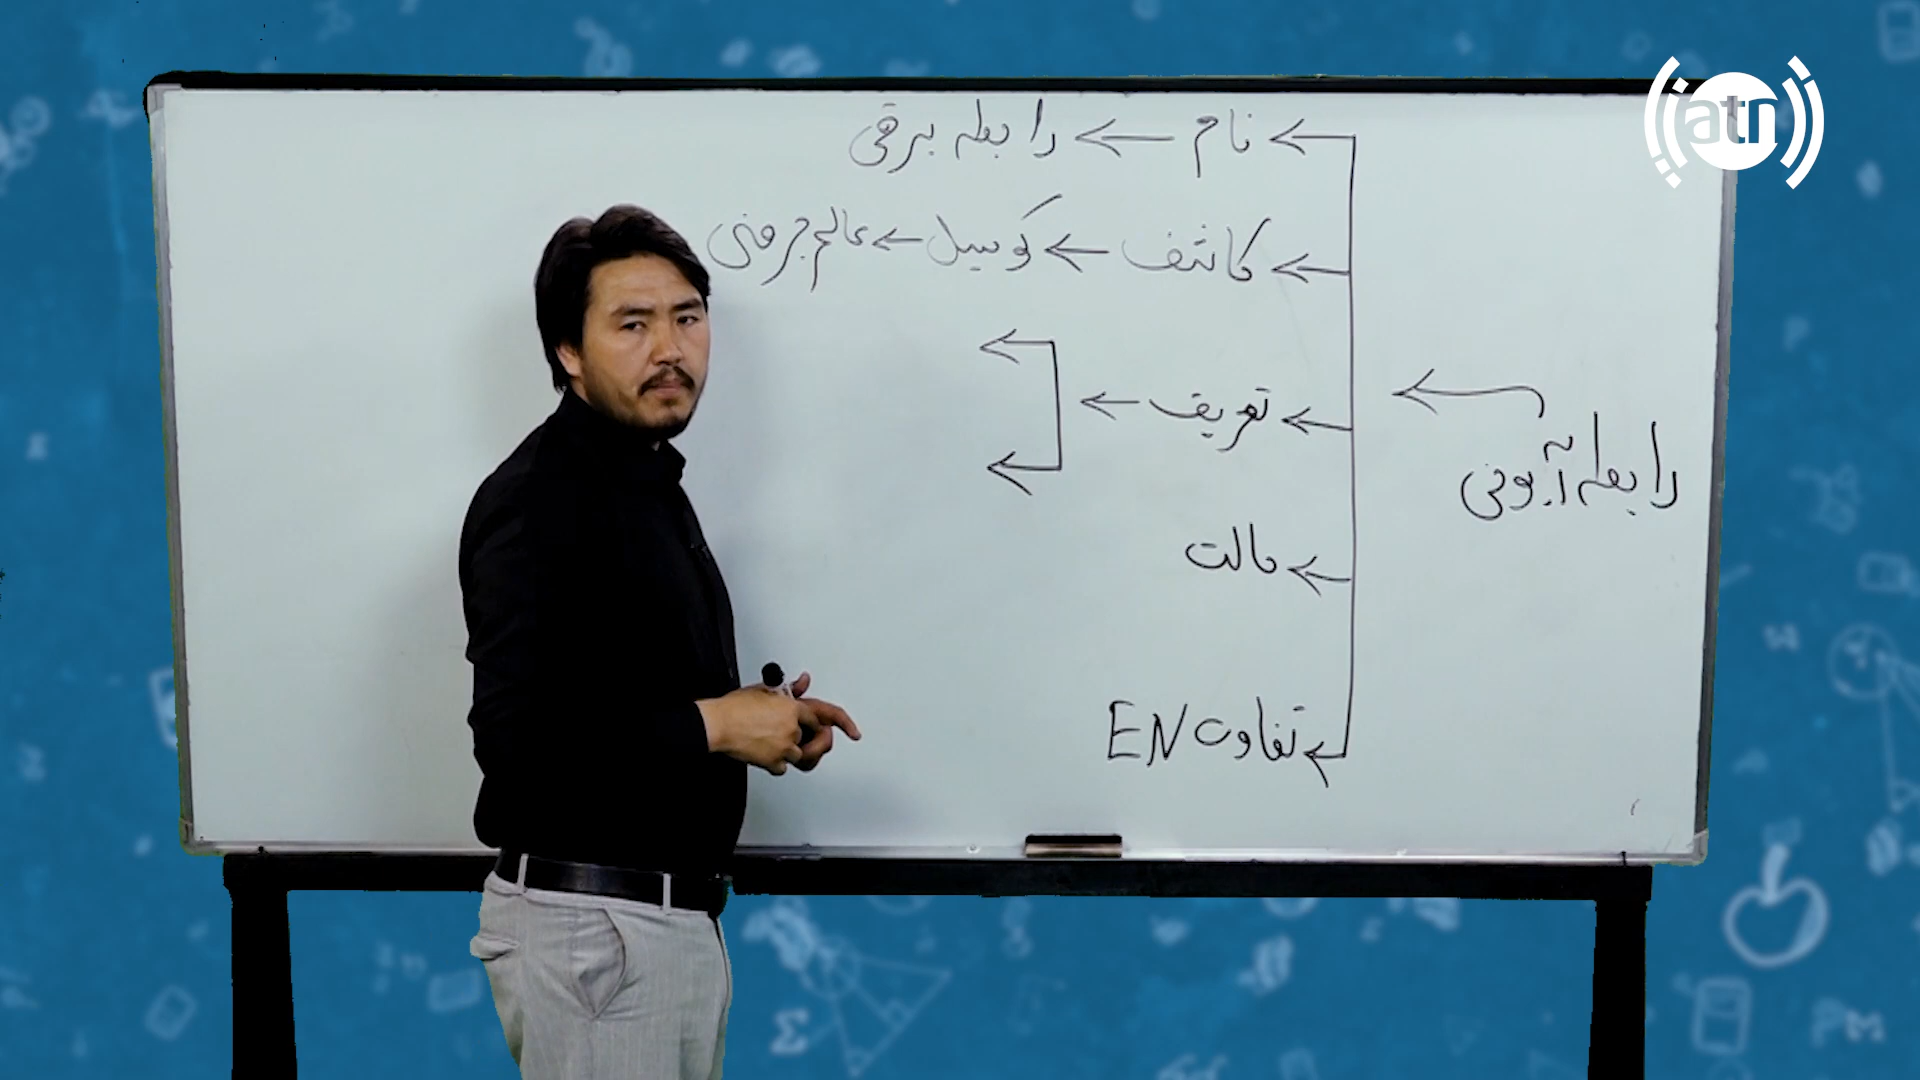 atn
نام ← رابطه برقی
کاشف ← کوسیل ← عالم جرمنی
رابطه آیونی ←
تعریف ←
حالت
تفاوت EN